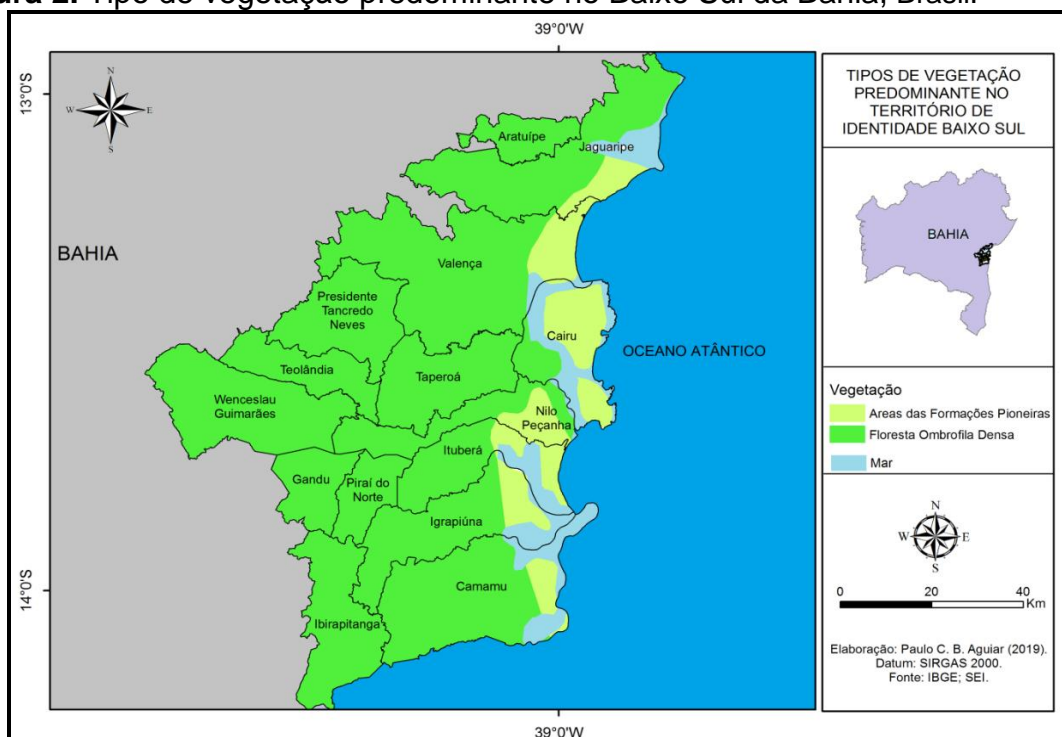 ura 2. Tipo de vegetação predominante no Baixo Sul da Bahia, Brasil.
39°0'W
13°0'S
14°0'S
N
W E
S
BAHIA
Aratuípe
Jaguaripe
Valença
Presidente
Tancredo
Neves
Cairu
OCEANO ATÂNTICO
Teolândia
Taperoá
Wenceslau
Guimarães
Nilo
Peçanha
Ituberá
Gandu
Piraí do
Norte
Igrapiúna
Camamu
Ibirapitanga
39°0'W
TIPOS DE VEGETAÇÃO
PREDOMINANTE NO
TERRITÓRIO DE
IDENTIDADE BAIXO SUL
BAHIA
Vegetação
Areas das Formações Pioneiras
Floresta Ombrofila Densa
Mar
N
W E
S
0 20 40
Km
Elaboração: Paulo C. B. Aguiar (2019).
Datum: SIRGAS 2000.
Fonte: IBGE; SEI.